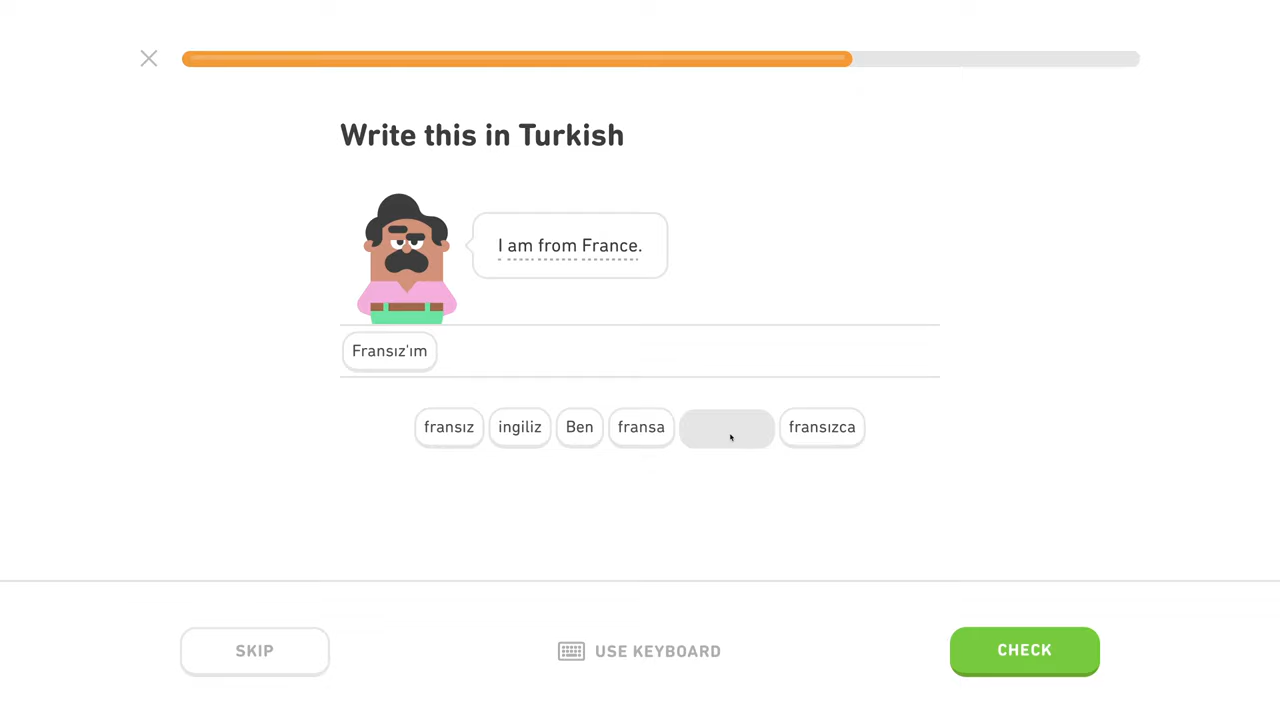 Write this in Turkish
I am from France.
Fransız'ım
fransız ingiliz Ben fransa fransızca
SKIP USE KEYBOARD CHECK